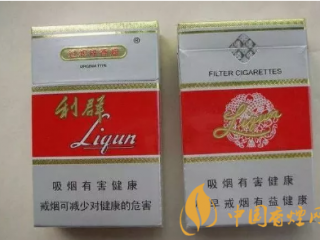 利群
Liqun
吸烟有害健康
戒烟可减少对健康的危害
FILTER CIGARETTES
Liqun
吸烟有害健康
尽早戒烟有益健康
中国香烟网